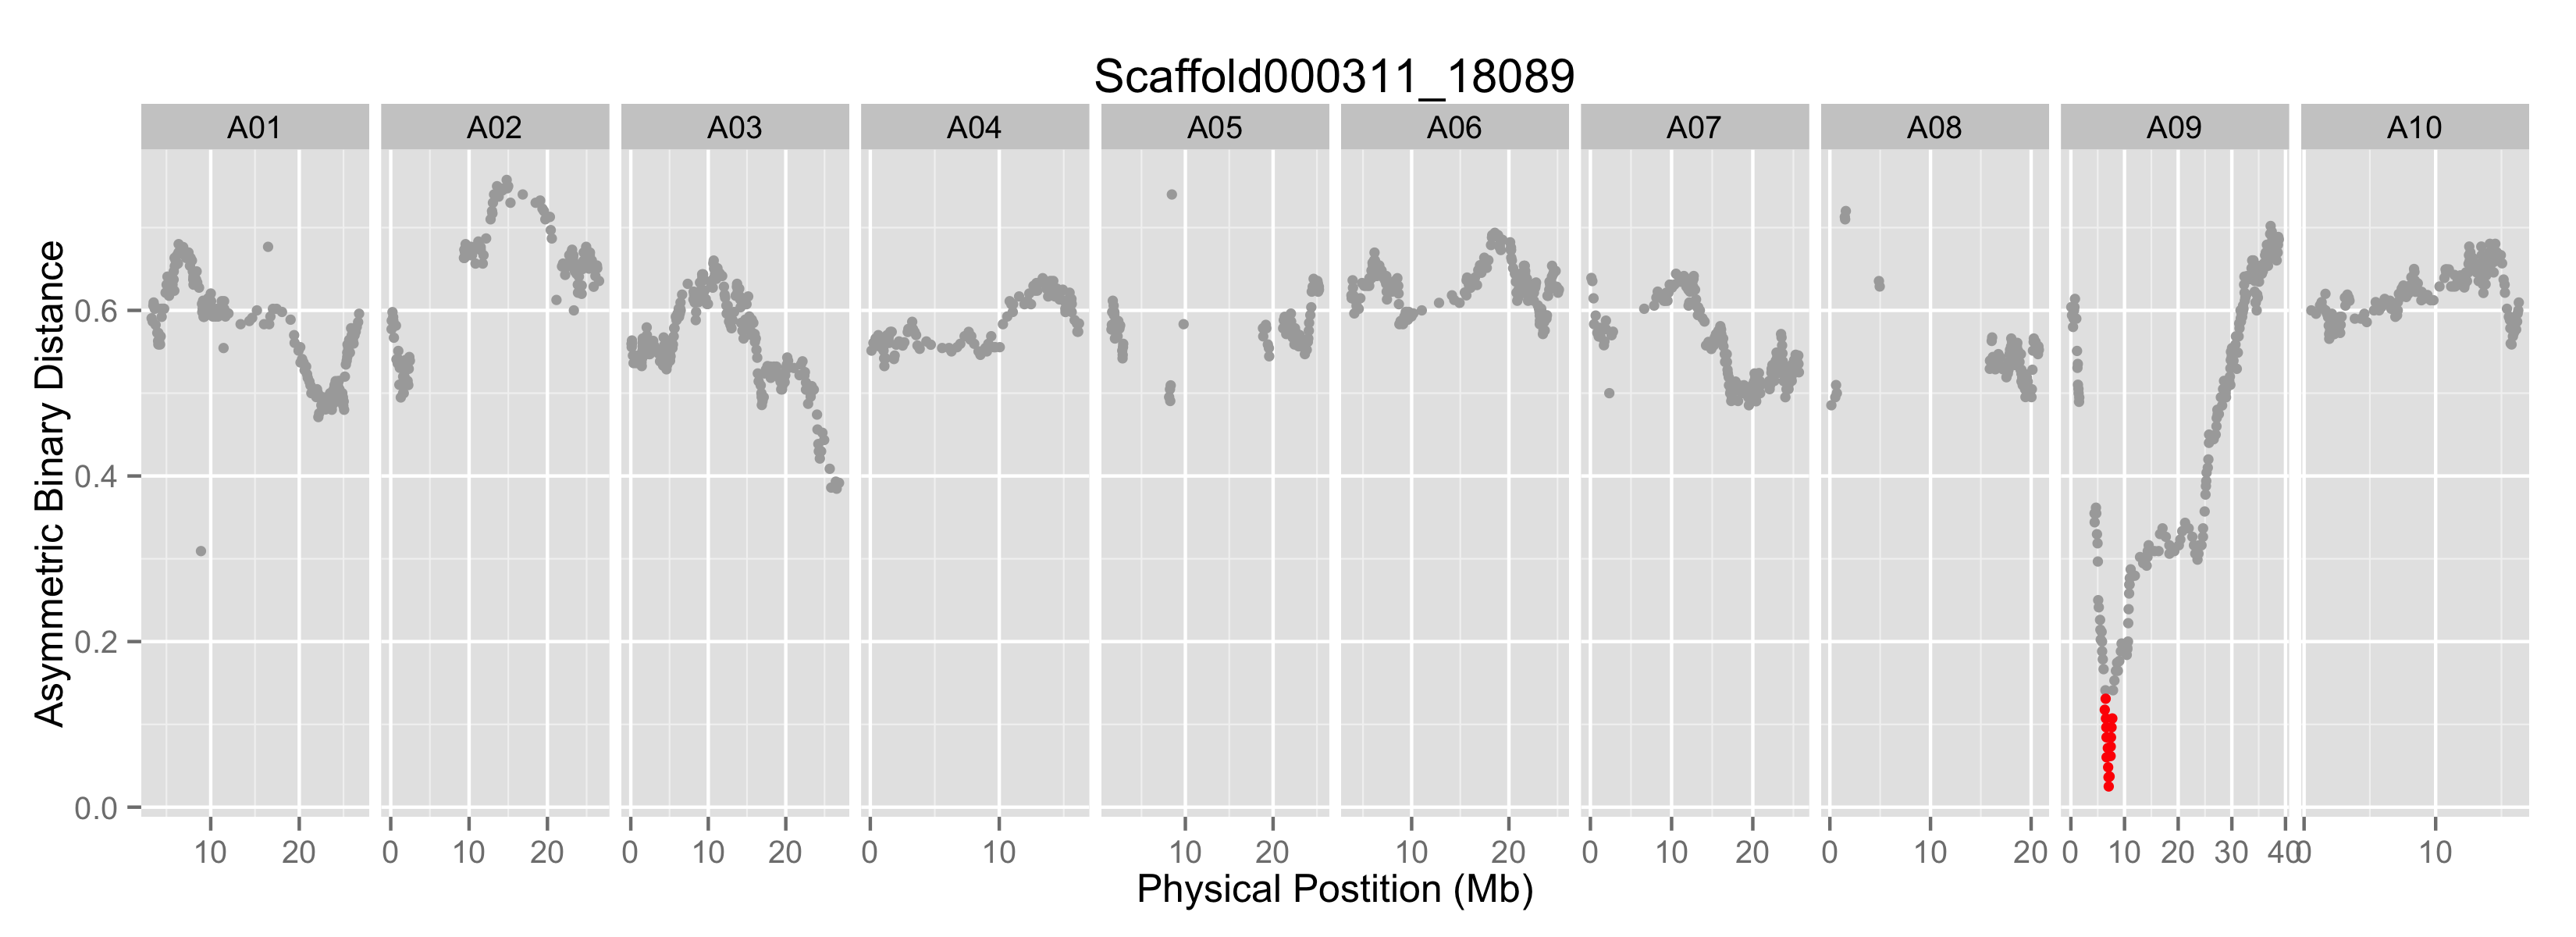 Scaffold000311_18089
A01 A02 A03 A04 A05 A06 A07 A08 A09 A10
Asymmetric Binary Distance
0.6
0.4
0.2
0.0
10 20 0 10 20 0 10 20 0 10 10 20 10 20 0 10 20 0 10 20 0 10 20 30 40 0 10
Physical Postition (Mb)